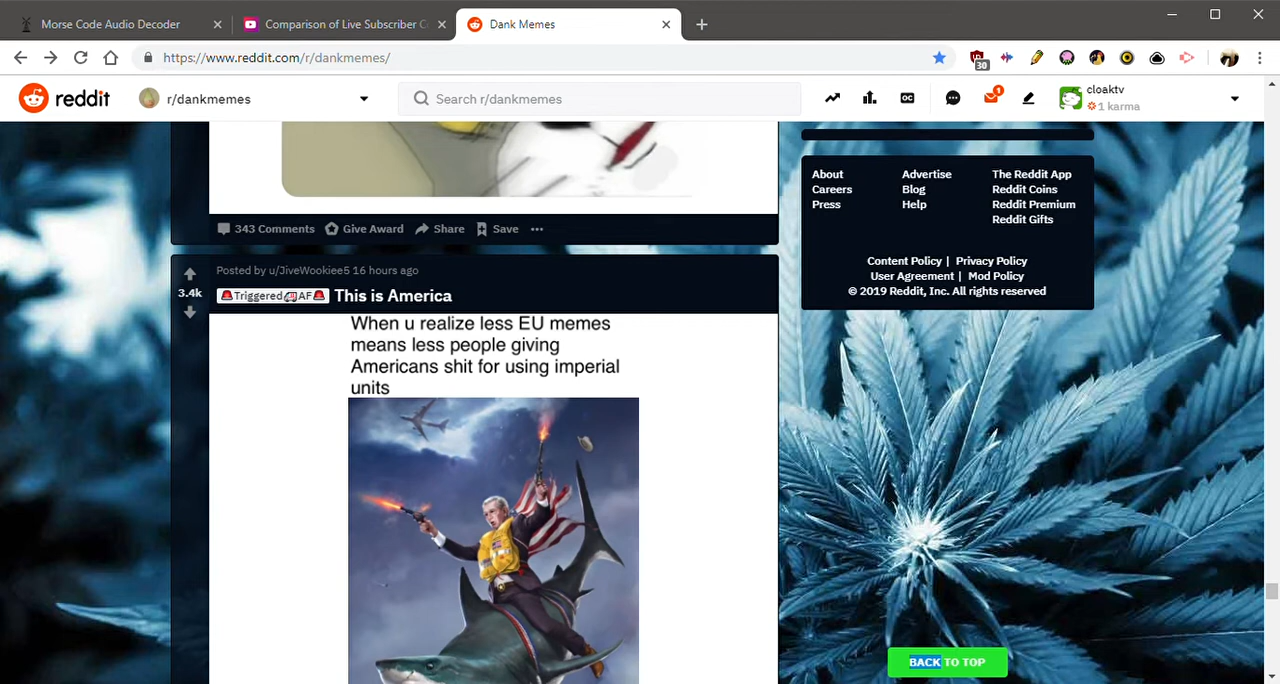 Morse Code Audio Decoder
Comparison of Live Subscriber C
Dank Memes
https://www.reddit.com/r/dankmemes/
30
reddit
r/dankmemes
Search r/dankmemes
1
cloaktv
1 karma
343 Comments
Give Award
Share
Save
Posted by u/JiveWookiee5 16 hours ago
3.4k
🚨Triggered🚑AF🚨 This is America
When u realize less EU memes
means less people giving
Americans shit for using imperial
units
About
Advertise
The Reddit App
Careers
Blog
Reddit Coins
Press
Help
Reddit Premium
Reddit Gifts
Content Policy | Privacy Policy
User Agreement | Mod Policy
© 2019 Reddit, Inc. All rights reserved
BACK TO TOP